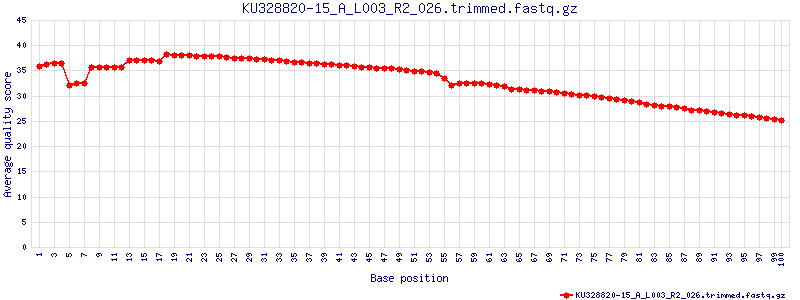 KU328820-15_A_L003_R2_026.trimmed.fastq.gz
Average quality score
45
40
35
30
25
20
15
10
5
0
1 3 5 7 9 11 13 15 17 19 21 23 25 27 29 31 33 35 37 39 41 43 45 47 49 51 53 55 57 59 61 63 65 67 69 71 73 75 77 79 81 83 85 87 89 91 93 95 97 99 100
Base position
KU328820-15_A_L003_R2_026.trimmed.fastq.gz